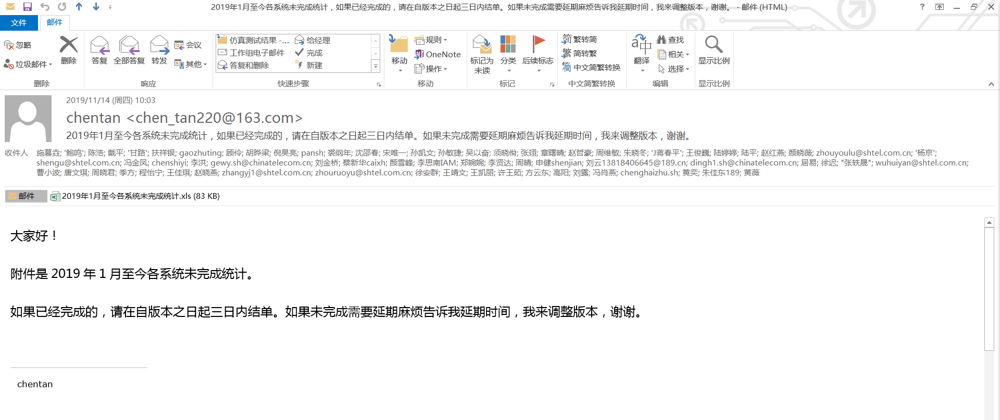 2019年1月至今各系统未完成统计，如果已经完成的，请在自版本之日起三日内结单。如果未完成需要延期麻烦告诉我延期时间，我来调整版本，谢谢。 - 邮件 (HTML)
文件 邮件
忽略
垃圾邮件
删除
删除
答复 全部答复 转发
会议
其他
响应
仿真测试结果 -... 给经理
工作组电子邮件 完成
答复和删除 新建
快速步骤
移动
规则
OneNote
操作
移动
标记为
未读
分类 后续标志
标记
繁转简
简转繁
中文简繁转换
中文简繁转换
翻译
查找
相关
选择
编辑
显示比例
显示比例
2019/11/14 (周四) 10:03
chentan <chen_tan220@163.com>
2019年1月至今各系统未完成统计，如果已经完成的，请在自版本之日起三日内结单。如果未完成需要延期麻烦告诉我延期时间，我来调整版本，谢谢。
收件人 施慕垚; '鲍鸣'; 陈浩; 戴平; '甘路'; 扶祥银; gaozhuting; 顾伶; 胡晔梁; 倪昊亮; pansh; 裘纲年; 沈邵春; 宋唯一; 孙凯文; 孙敏捷; 吴以奋; 须晓佾; 张翊; 章曙晴; 赵哲豪; 周维敏; 朱晓冬; 'J蒋春平'; 王俊巍; 陆婷婷; 陆平; 赵红燕; 颜晓薇; zhouyoulu@shtel.com.cn; '杨京';
shengu@shtel.com.cn; 冯金凤; chenshiyi; 李洪; gewy.sh@chinatelecom.cn; 刘金桥; 蔡新华caixh; 颜雪峰; 李思南IAM; 郑婉婉; 李贤达; 周晴; 申健shenjian; 刘云13818406645@189.cn; dingh1.sh@chinatelecom.cn; 居易; 徐迟; "张轶晟"; wuhuiyan@shtel.com.cn;
曹小波; 唐文琪; 周晓君; 季方; 程怡宁; 王佳琪; 赵晓燕; zhangyj1@shtel.com.cn; zhouruoyu@shtel.com.cn; 徐安群; 王靖文; 王凯丽; 许王茹; 方云东; 高阳; 刘露; 冯肖燕; chenghaizhu.sh; 黄奕; 朱佳东189; 黄薇
邮件 2019年1月至今各系统未完成统计.xls (83 KB)
大家好！
附件是 2019 年 1 月至今各系统未完成统计。
如果已经完成的，请在自版本之日起三日内结单。如果未完成需要延期麻烦告诉我延期时间，我来调整版本，谢谢。
chentan